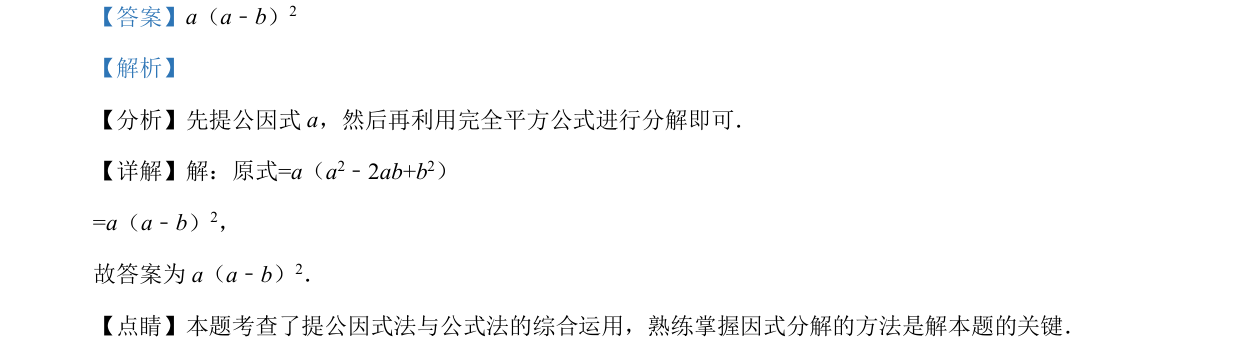 【答案】a（a﹣b）²
【解析】
【分析】先提公因式 a，然后再利用完全平方公式进行分解即可．
【详解】解：原式=a（a²﹣2ab+b²）
=a（a﹣b）²，
故答案为 a（a﹣b）²．
【点睛】本题考查了提公因式法与公式法的综合运用，熟练掌握因式分解的方法是解本题的关键．